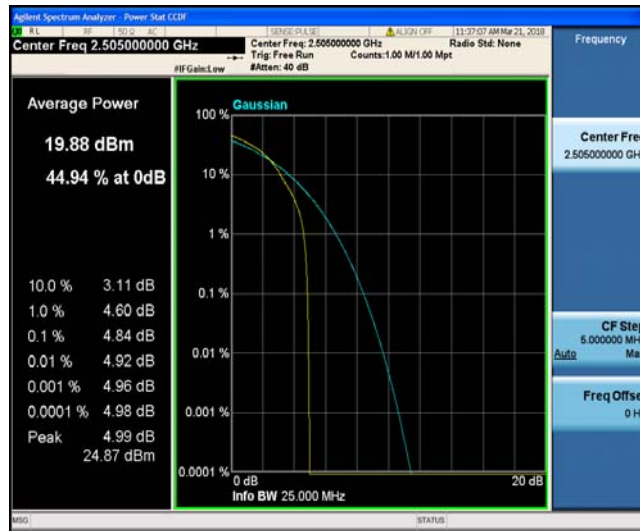 Agilent Spectrum Analyzer - Power Stat CCDF
RL RF 50 Ω AC SENSE:PULSE ALIGN OFF 11:37:07 AM Mar 21, 2018
Center Freq 2.505000000 GHz
Center Freq: 2.505000000 GHz Radio Std: None
Trig: Free Run Counts:1.00 M/1.00 Mpt
#IFGain:Low #Atten: 40 dB
Frequency
Average Power
19.88 dBm
44.94 % at 0dB
10.0 % 3.11 dB
1.0 % 4.60 dB
0.1 % 4.84 dB
0.01 % 4.92 dB
0.001 % 4.96 dB
0.0001 % 4.98 dB
Peak 4.99 dB
24.87 dBm
Gaussian
100 %
10 %
1 %
0.1 %
0.01 %
0.001 %
0.0001 %
0 dB 20 dB
Info BW 25.000 MHz
Center Fre
2.505000000 GH
CF Step
5.000000 MH
Auto Ma
Freq Offse
0 H
MSG STATUS